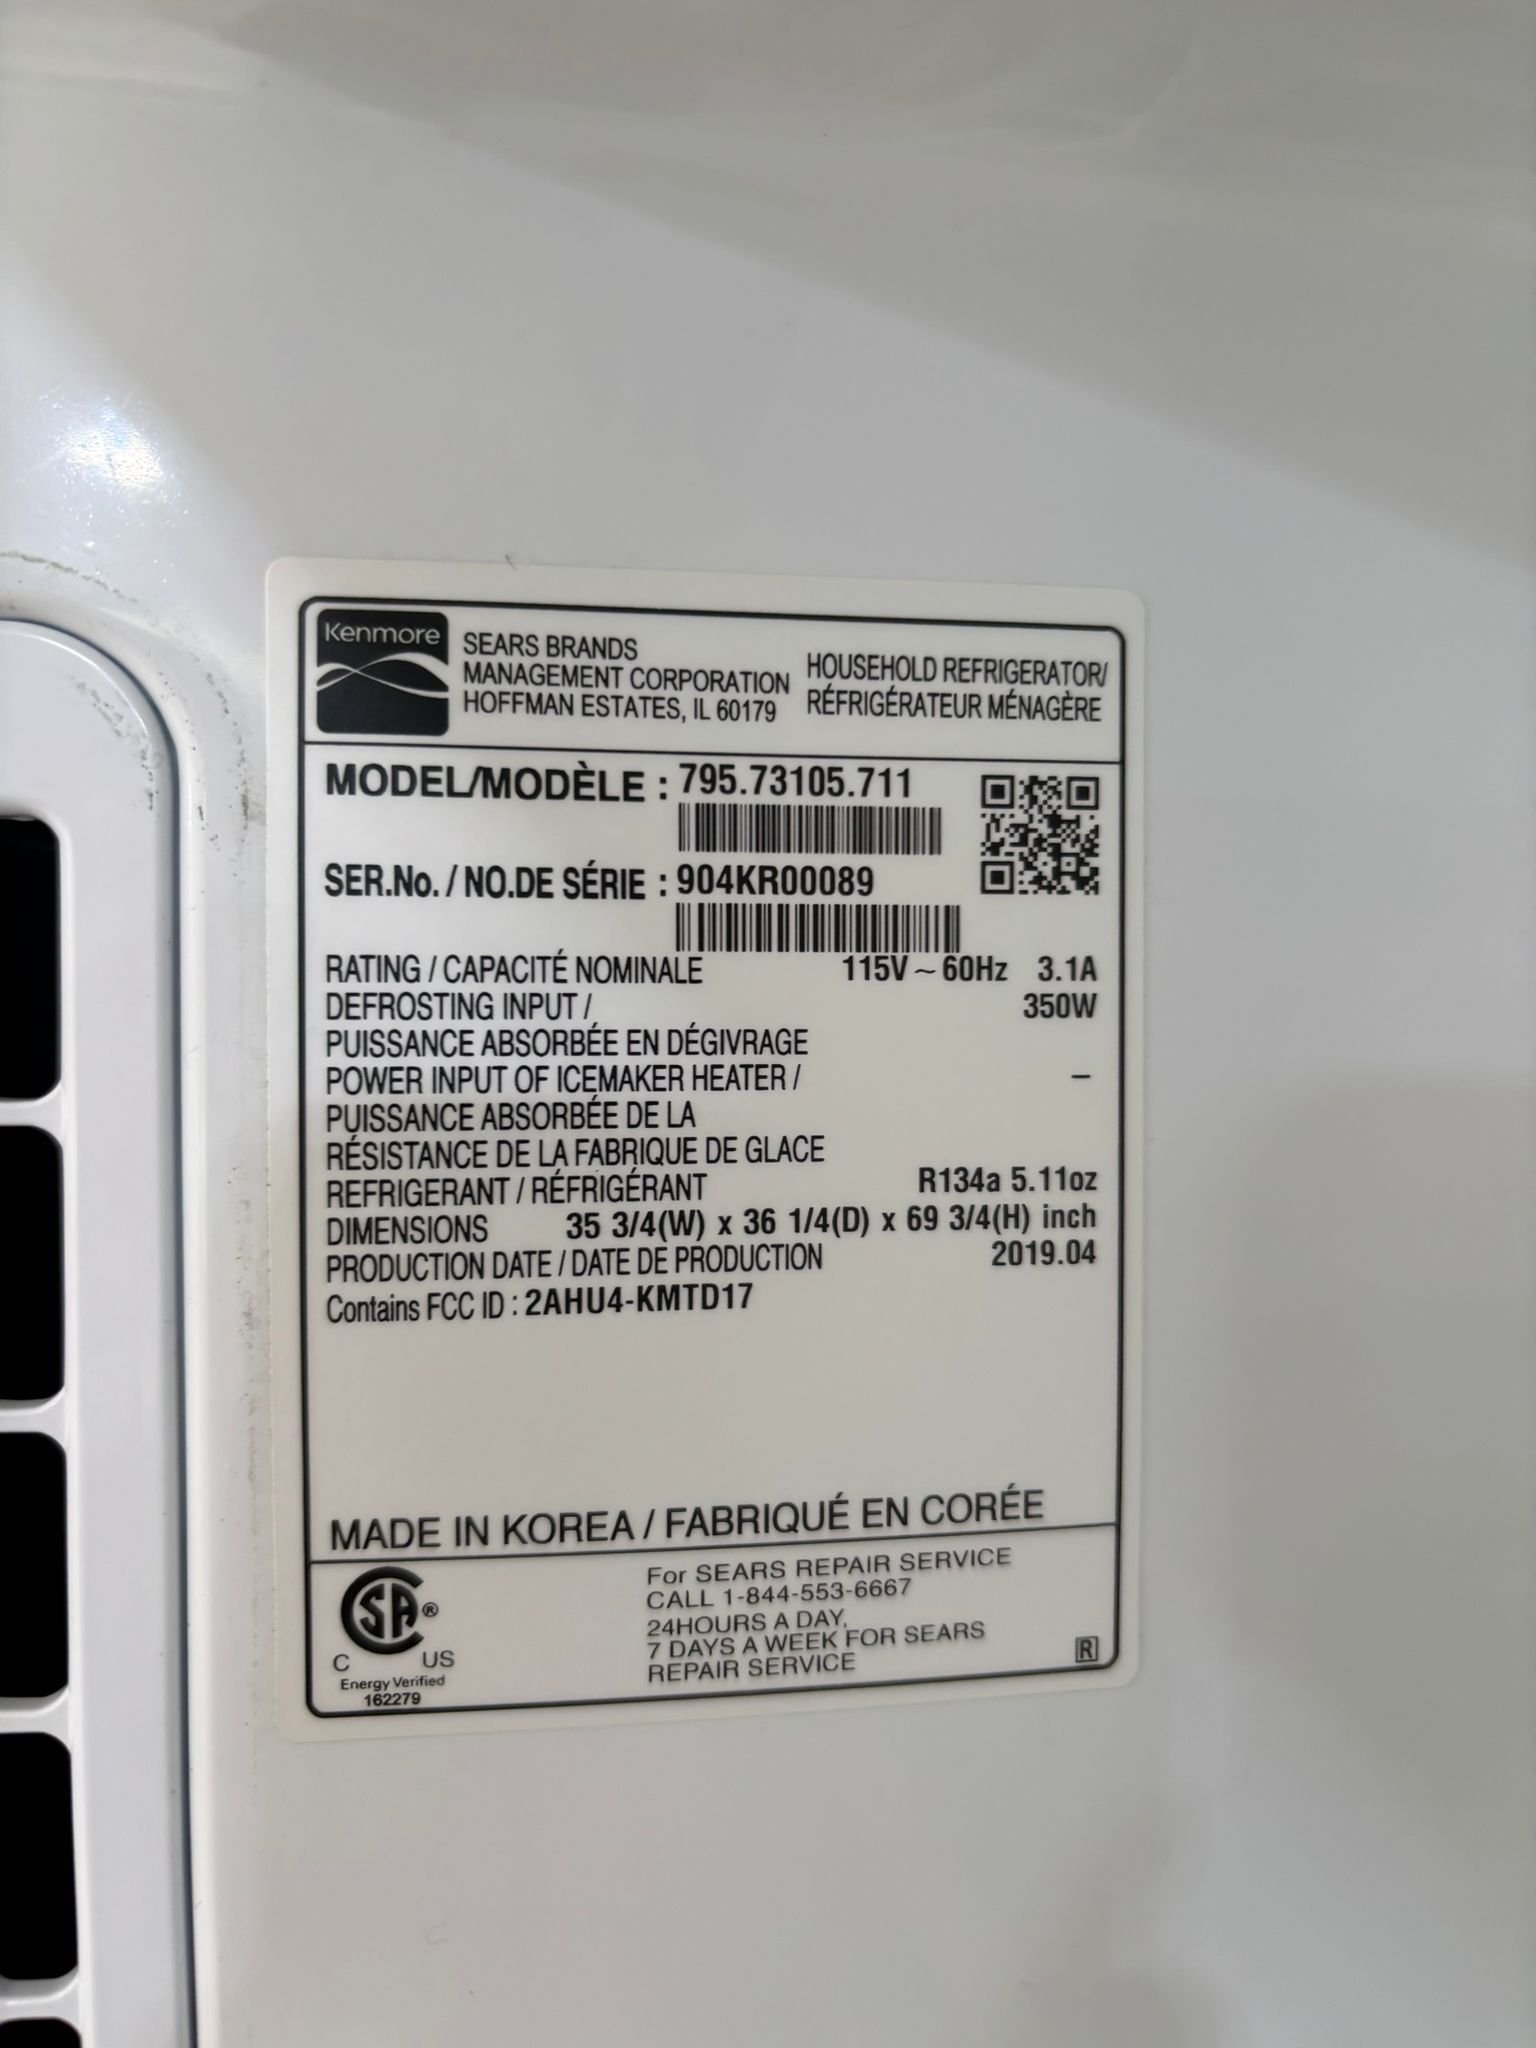 Kenmore
SEARS BRANDS
MANAGEMENT CORPORATION
HOFFMAN ESTATES, IL 60179
HOUSEHOLD REFRIGERATOR/
RÉFRIGÉRATEUR MÉNAGÈRE
MODEL/MODÈLE : 795.73105.711
SER.No. / NO.DE SÉRIE : 904KR00089
RATING / CAPACITÉ NOMINALE 115V ~ 60Hz 3.1A
DEFROSTING INPUT / 350W
PUISSANCE ABSORBÉE EN DÉGIVRAGE
POWER INPUT OF ICEMAKER HEATER / –
PUISSANCE ABSORBÉE DE LA
RÉSISTANCE DE LA FABRIQUE DE GLACE
REFRIGERANT / RÉFRIGÉRANT R134a 5.11oz
DIMENSIONS 35 3/4(W) x 36 1/4(D) x 69 3/4(H) inch
PRODUCTION DATE / DATE DE PRODUCTION 2019.04
Contains FCC ID : 2AHU4-KMTD17
MADE IN KOREA / FABRIQUÉ EN CORÉE
SA®
C US
Energy Verified
162279
For SEARS REPAIR SERVICE
CALL 1-844-553-6667
24HOURS A DAY,
7 DAYS A WEEK FOR SEARS
REPAIR SERVICE
R